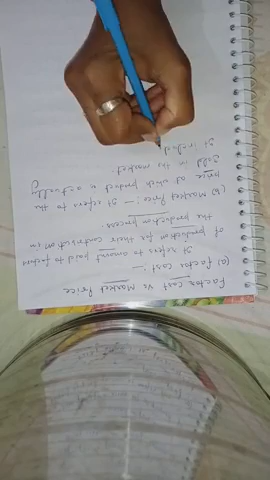 Factor Cost Vs Market Price
(a) Factor Cost :-
It refers to amount paid to factors
of production for their contribution in
the production process.
(b) Market Price :- It refers to the
price at which product is actually
sold in the market.
It includ